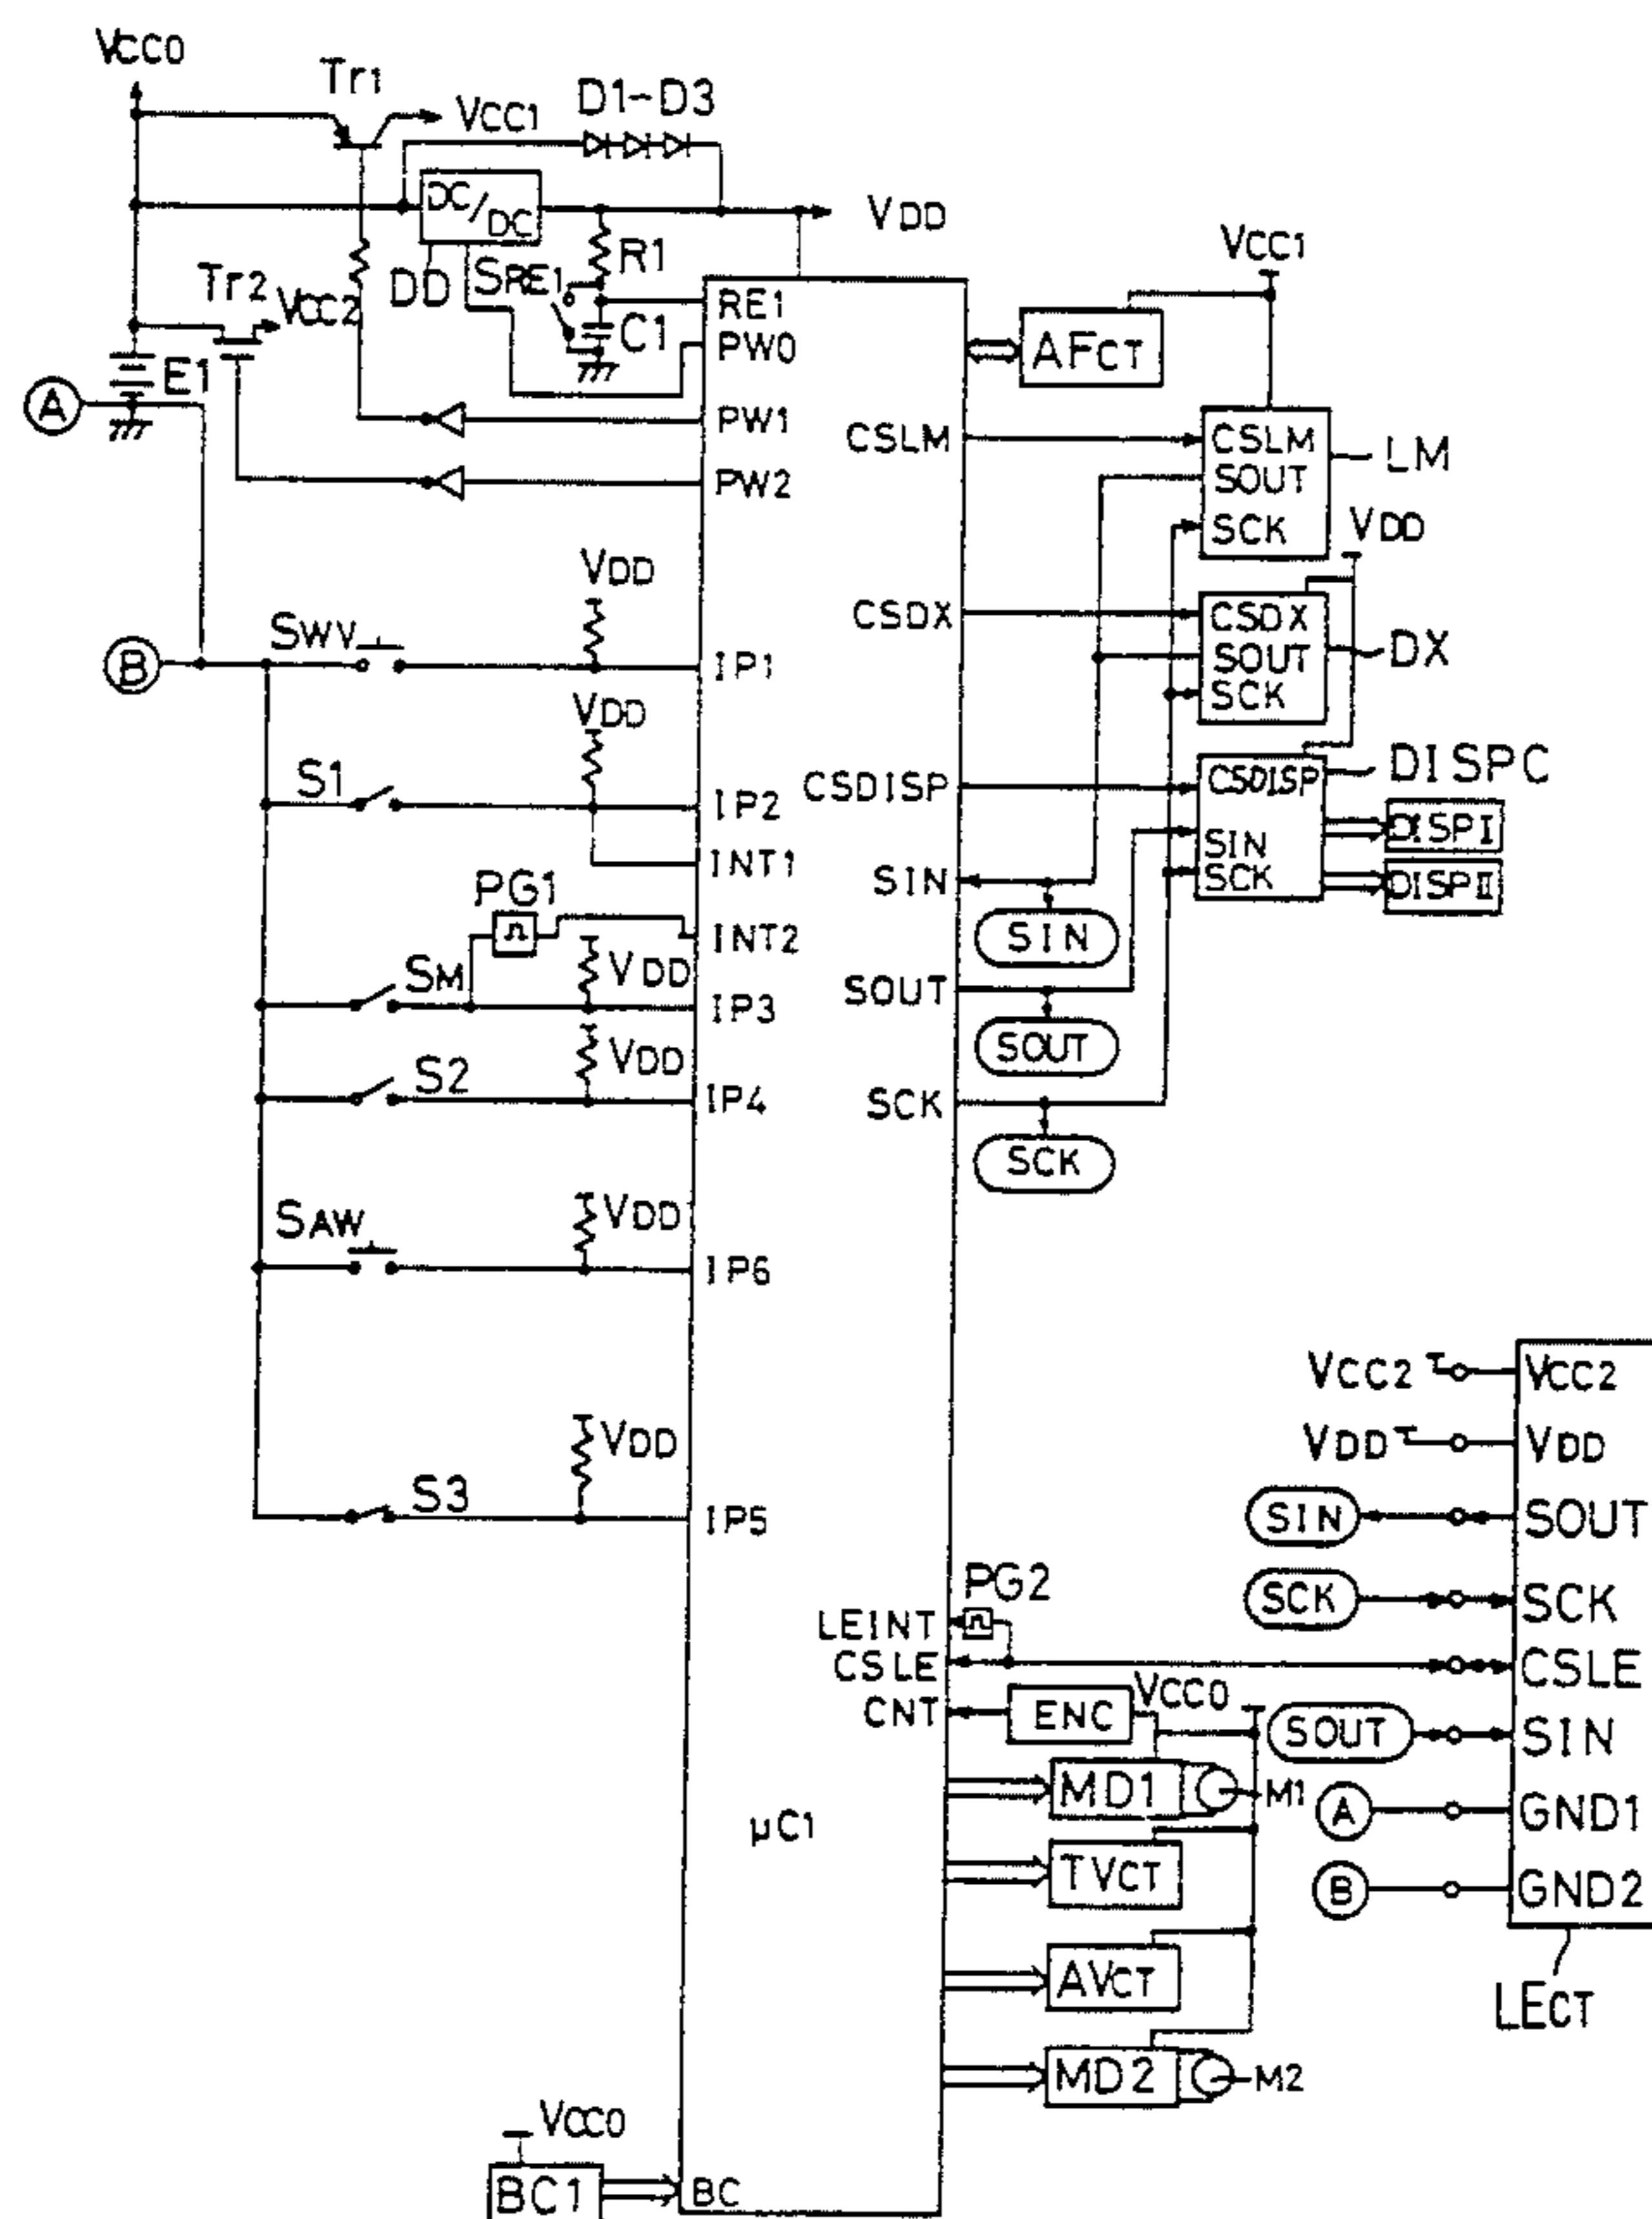 VCC0
Tr1
VCC1
D1-D3
DC/DC
VDD
R1
DD
SRE1
Tr2
VCC2
C1
E1
A
RE1
PW0
PW1
PW2
VCC1
AFCT
CSLM
CSLM
SOUT
SCK
LM
VDD
VDD
SWV
B
IP1
CSDX
CSDX
SOUT
SCK
DX
VDD
S1
IP2
INT1
CSDISP
CSDISP
SIN
SCK
DISPC
DISPI
DISPII
PG1
INT2
SIN
SIN
SM
VDD
IP3
SOUT
SOUT
S2
VDD
IP4
SCK
SCK
SAW
VDD
IP6
S3
VDD
IP5
VCC2
VCC2
VDD
VDD
SIN
SOUT
SCK
SCK
PG2
LEINT
CSLE
CSLE
CNT
ENC
VCC0
SOUT
SIN
MD1
M1
A
GND1
μC1
TVCT
B
GND2
AVCT
LECT
MD2
M2
VCC0
BC1
BC